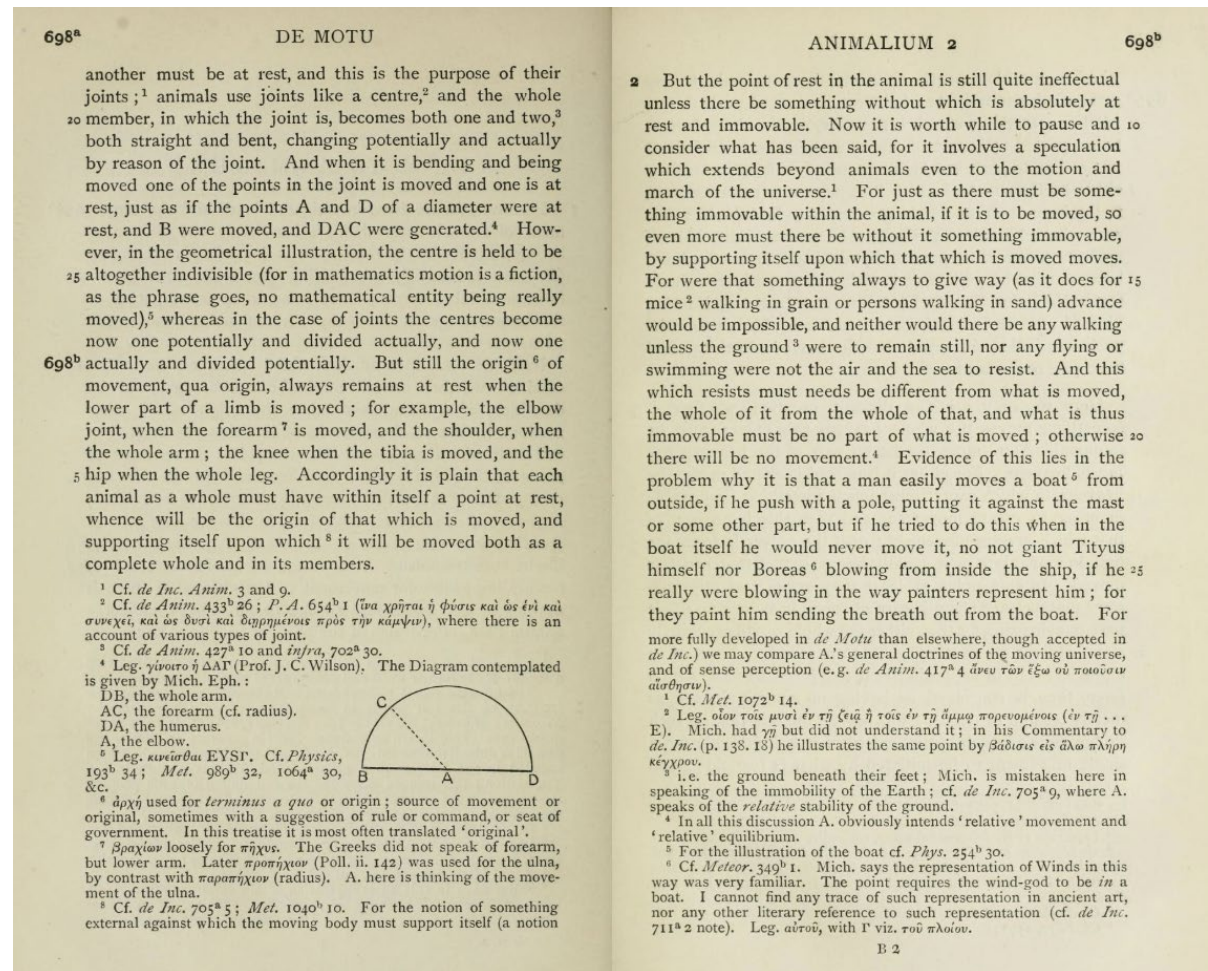 698ª DE MOTU
another must be at rest, and this is the purpose of their
joints ;¹ animals use joints like a centre,² and the whole
20 member, in which the joint is, becomes both one and two,³
both straight and bent, changing potentially and actually
by reason of the joint. And when it is bending and being
moved one of the points in the joint is moved and one is at
rest, just as if the points A and D of a diameter were at
rest, and B were moved, and DAC were generated.⁴ How-
ever, in the geometrical illustration, the centre is held to be
25 altogether indivisible (for in mathematics motion is a fiction,
as the phrase goes, no mathematical entity being really
moved),⁵ whereas in the case of joints the centres become
now one potentially and divided actually, and now one
698ᵇ actually and divided potentially. But still the origin ⁶ of
movement, qua origin, always remains at rest when the
lower part of a limb is moved ; for example, the elbow
joint, when the forearm ⁷ is moved, and the shoulder, when
the whole arm ; the knee when the tibia is moved, and the
5 hip when the whole leg. Accordingly it is plain that each
animal as a whole must have within itself a point at rest,
whence will be the origin of that which is moved, and
supporting itself upon which ⁸ it will be moved both as a
complete whole and in its members.
¹ Cf. de Inc. Anim. 3 and 9.
² Cf. de Anim. 433ᵇ 26 ; P. A. 654ᵇ 1 (ἵνα χρῆται ἡ φύσις καὶ ὡς ἑνὶ καὶ
συνεχεῖ, καὶ ὡς δυσὶ καὶ διῃρημένοις πρὸς τὴν κάμψιν), where there is an
account of various types of joint.
³ Cf. de Anim. 427ª 10 and infra, 702ª 30.
⁴ Leg. γίνοιτο ἡ ΔΑΓ (Prof. J. C. Wilson). The Diagram contemplated
is given by Mich. Eph. :
DB, the whole arm.
AC, the forearm (cf. radius).
DA, the humerus.
A, the elbow.
⁵ Leg. κινεῖσθαι EYSΓ. Cf. Physics,
193ᵇ 34 ; Met. 989ᵇ 32, 1064ª 30,
&c.
C
B A D
⁶ ἀρχή used for terminus a quo or origin ; source of movement or
original, sometimes with a suggestion of rule or command, or seat of
government. In this treatise it is most often translated ‘original’.
⁷ βραχίων loosely for πῆχυς. The Greeks did not speak of forearm,
but lower arm. Later προπήχιον (Poll. ii. 142) was used for the ulna,
by contrast with παραπήχιον (radius). A. here is thinking of the move-
ment of the ulna.
⁸ Cf. de Inc. 705ª 5 ; Met. 1040ᵇ 10. For the notion of something
external against which the moving body must support itself (a notion
ANIMALIUM 2 698ᵇ
2 But the point of rest in the animal is still quite ineffectual
unless there be something without which is absolutely at
rest and immovable. Now it is worth while to pause and 10
consider what has been said, for it involves a speculation
which extends beyond animals even to the motion and
march of the universe.¹ For just as there must be some-
thing immovable within the animal, if it is to be moved, so
even more must there be without it something immovable,
by supporting itself upon which that which is moved moves.
For were that something always to give way (as it does for 15
mice ² walking in grain or persons walking in sand) advance
would be impossible, and neither would there be any walking
unless the ground ³ were to remain still, nor any flying or
swimming were not the air and the sea to resist. And this
which resists must needs be different from what is moved,
the whole of it from the whole of that, and what is thus
immovable must be no part of what is moved ; otherwise 20
there will be no movement.⁴ Evidence of this lies in the
problem why it is that a man easily moves a boat ⁵ from
outside, if he push with a pole, putting it against the mast
or some other part, but if he tried to do this when in the
boat itself he would never move it, no not giant Tityus
himself nor Boreas ⁶ blowing from inside the ship, if he 25
really were blowing in the way painters represent him ; for
they paint him sending the breath out from the boat. For
more fully developed in de Motu than elsewhere, though accepted in
de Inc.) we may compare A.'s general doctrines of the moving universe,
and of sense perception (e. g. de Anim. 417ª 4 ἄνευ τῶν ἔξω οὐ ποιοῦσιν
αἴσθησιν).
¹ Cf. Met. 1072ᵇ 14.
² Leg. οἷον τοῖς μυσὶ ἐν τῇ ζειᾷ ἢ τοῖς ἐν τῇ ἄμμῳ πορευομένοις (ἐν τῇ . . .
E). Mich. had γῇ but did not understand it ; in his Commentary to
de. Inc. (p. 138. 18) he illustrates the same point by βάδισις εἰς ἅλω πλήρη
κέγχρου.
³ i. e. the ground beneath their feet ; Mich. is mistaken here in
speaking of the immobility of the Earth ; cf. de Inc. 705ª 9, where A.
speaks of the relative stability of the ground.
⁴ In all this discussion A. obviously intends ‘relative’ movement and
‘relative’ equilibrium.
⁵ For the illustration of the boat cf. Phys. 254ᵇ 30.
⁶ Cf. Meteor. 349ᵇ 1. Mich. says the representation of Winds in this
way was very familiar. The point requires the wind-god to be in a
boat. I cannot find any trace of such representation in ancient art,
nor any other literary reference to such representation (cf. de Inc.
711ª 2 note). Leg. αὐτοῦ, with Γ viz. τοῦ πλοίου.
B 2